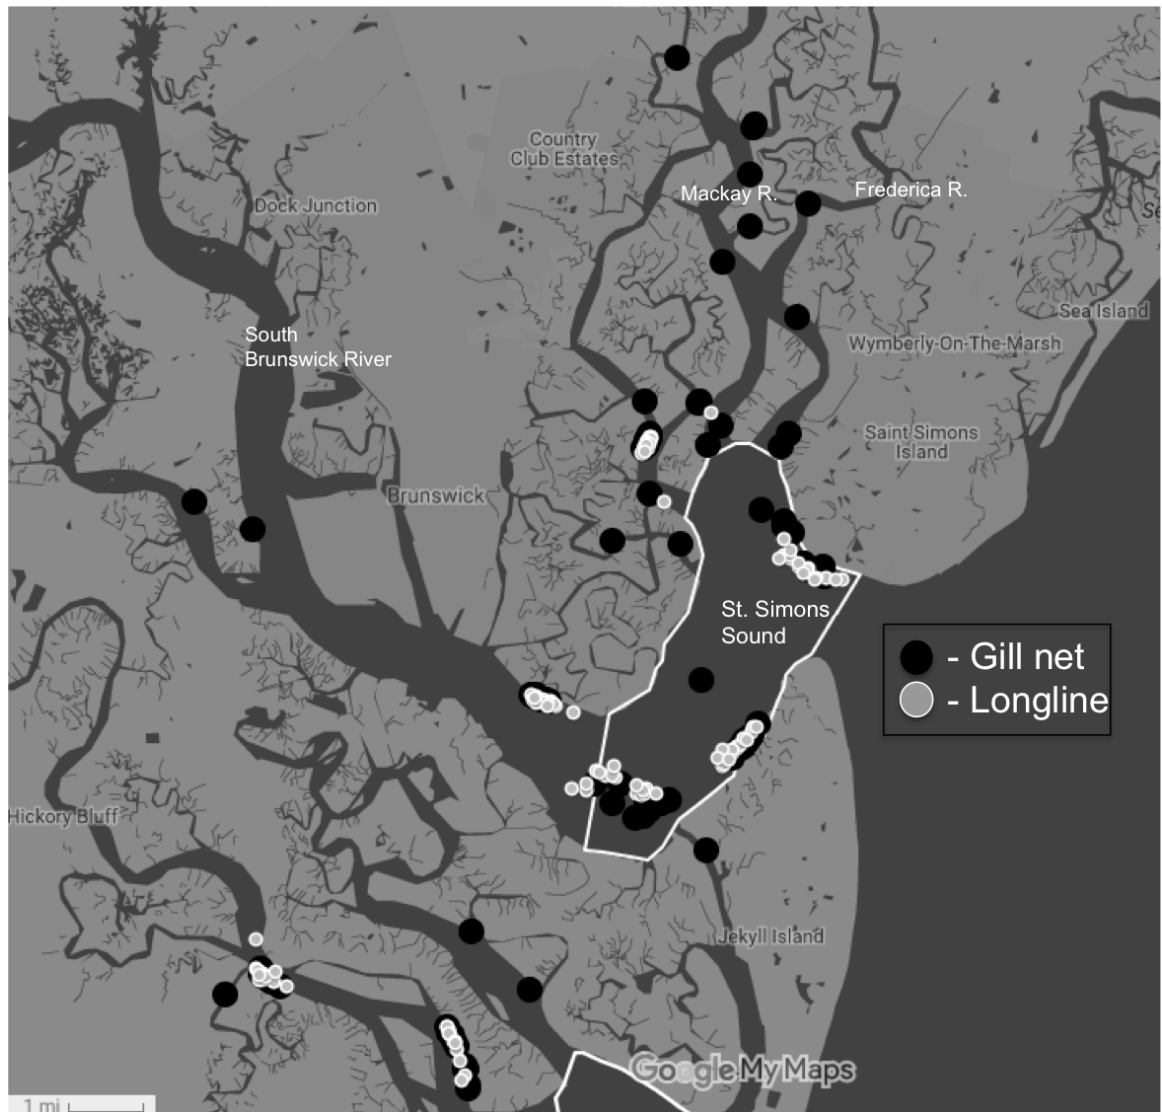 Country
Club Estates
Mackay R.
Frederica R.
Dock Junction
Sea Island
South
Brunswick River
Wymberly-On-The-Marsh
Saint Simons
Island
Brunswick
St. Simons
Sound
- Gill net
- Longline
Hickory Bluff
Jekyll Island
Google My Maps
1 mi